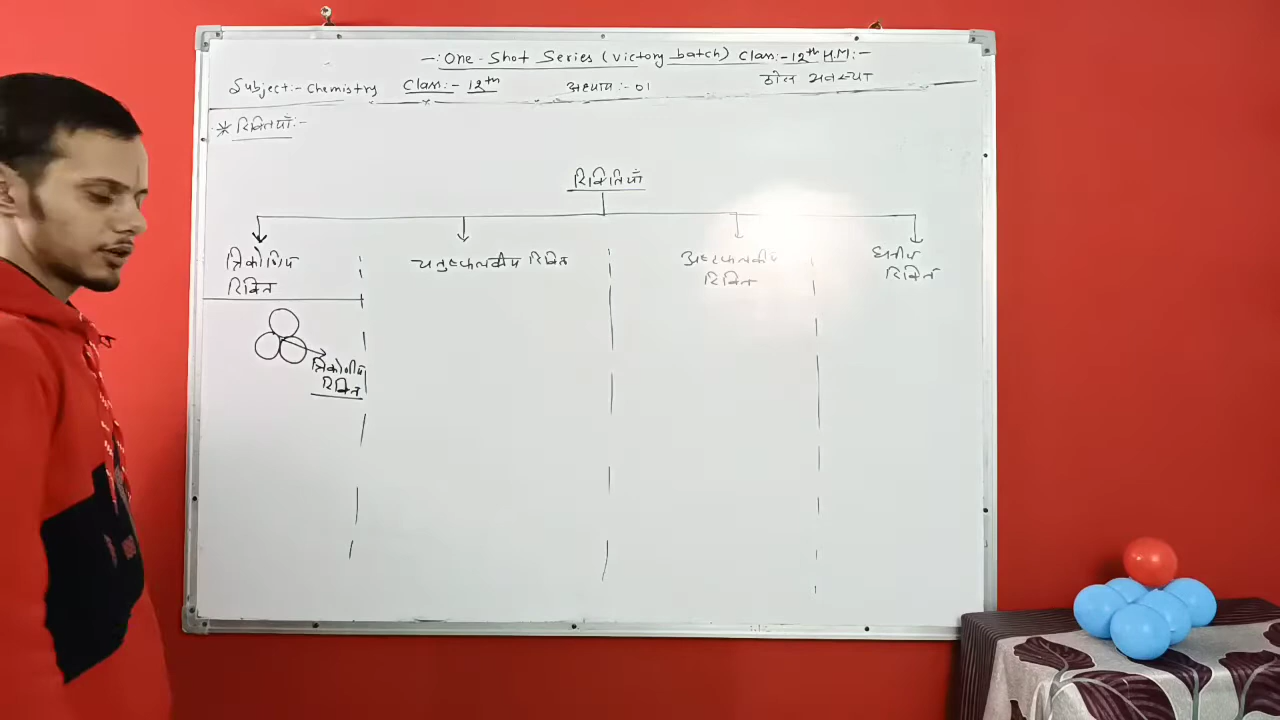 -: One-Shot Series (victory batch) Class:-12th H.M:-
Subject:- Chemistry Class:- 12th अध्याय:-01 ठोस अवस्था
* रिक्तियाँ:-
रिक्तियाँ
त्रिकोणीय रिक्ति
चतुष्फलकीय रिक्ति
अष्टफलकीय रिक्ति
घनीय रिक्ति
त्रिकोणीय
रिक्ति